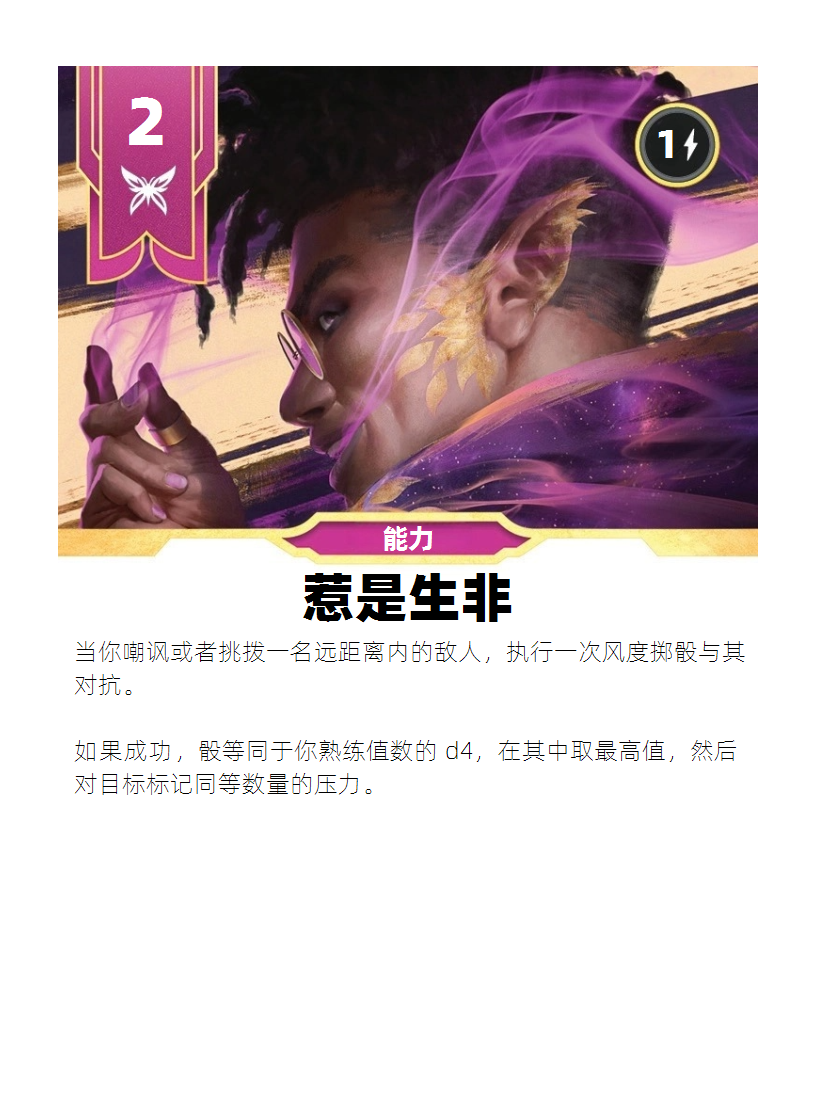 2
1
能力
惹是生非
当你嘲讽或者挑拨一名远距离内的敌人，执行一次风度掷骰与其
对抗。
如果成功，骰等同于你熟练值数的 d4，在其中取最高值，然后
对目标标记同等数量的压力。